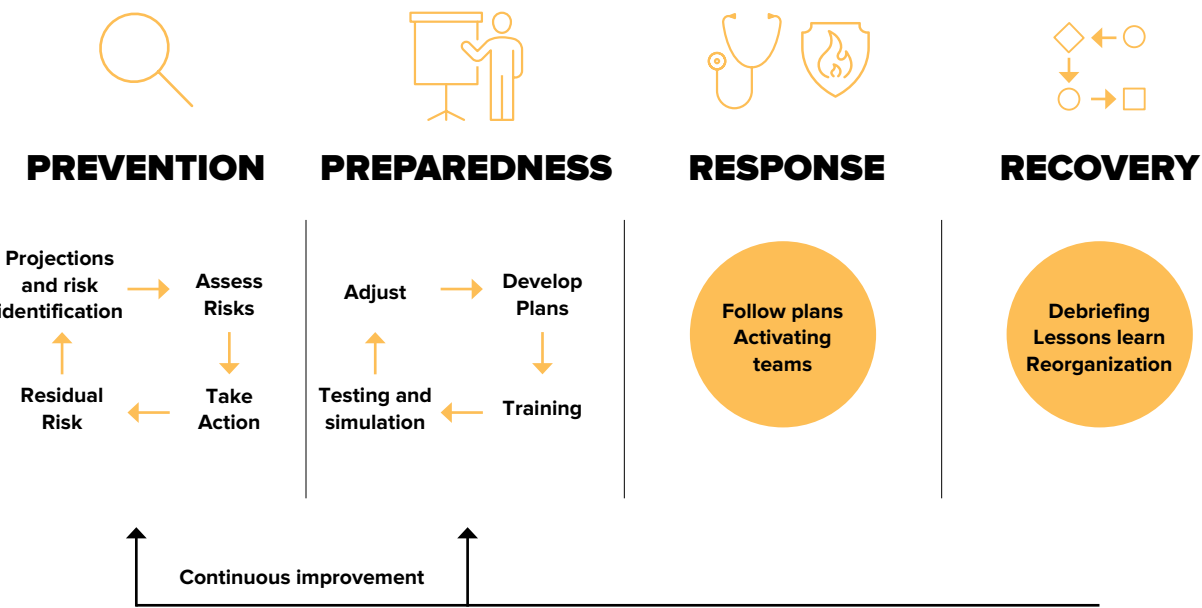 PREVENTION
PREPAREDNESS
RESPONSE
RECOVERY
Projections
and risk
identification
Assess
Risks
Take
Action
Residual
Risk
Adjust
Develop
Plans
Training
Testing and
simulation
Follow plans
Activating
teams
Debriefing
Lessons learn
Reorganization
Continuous improvement